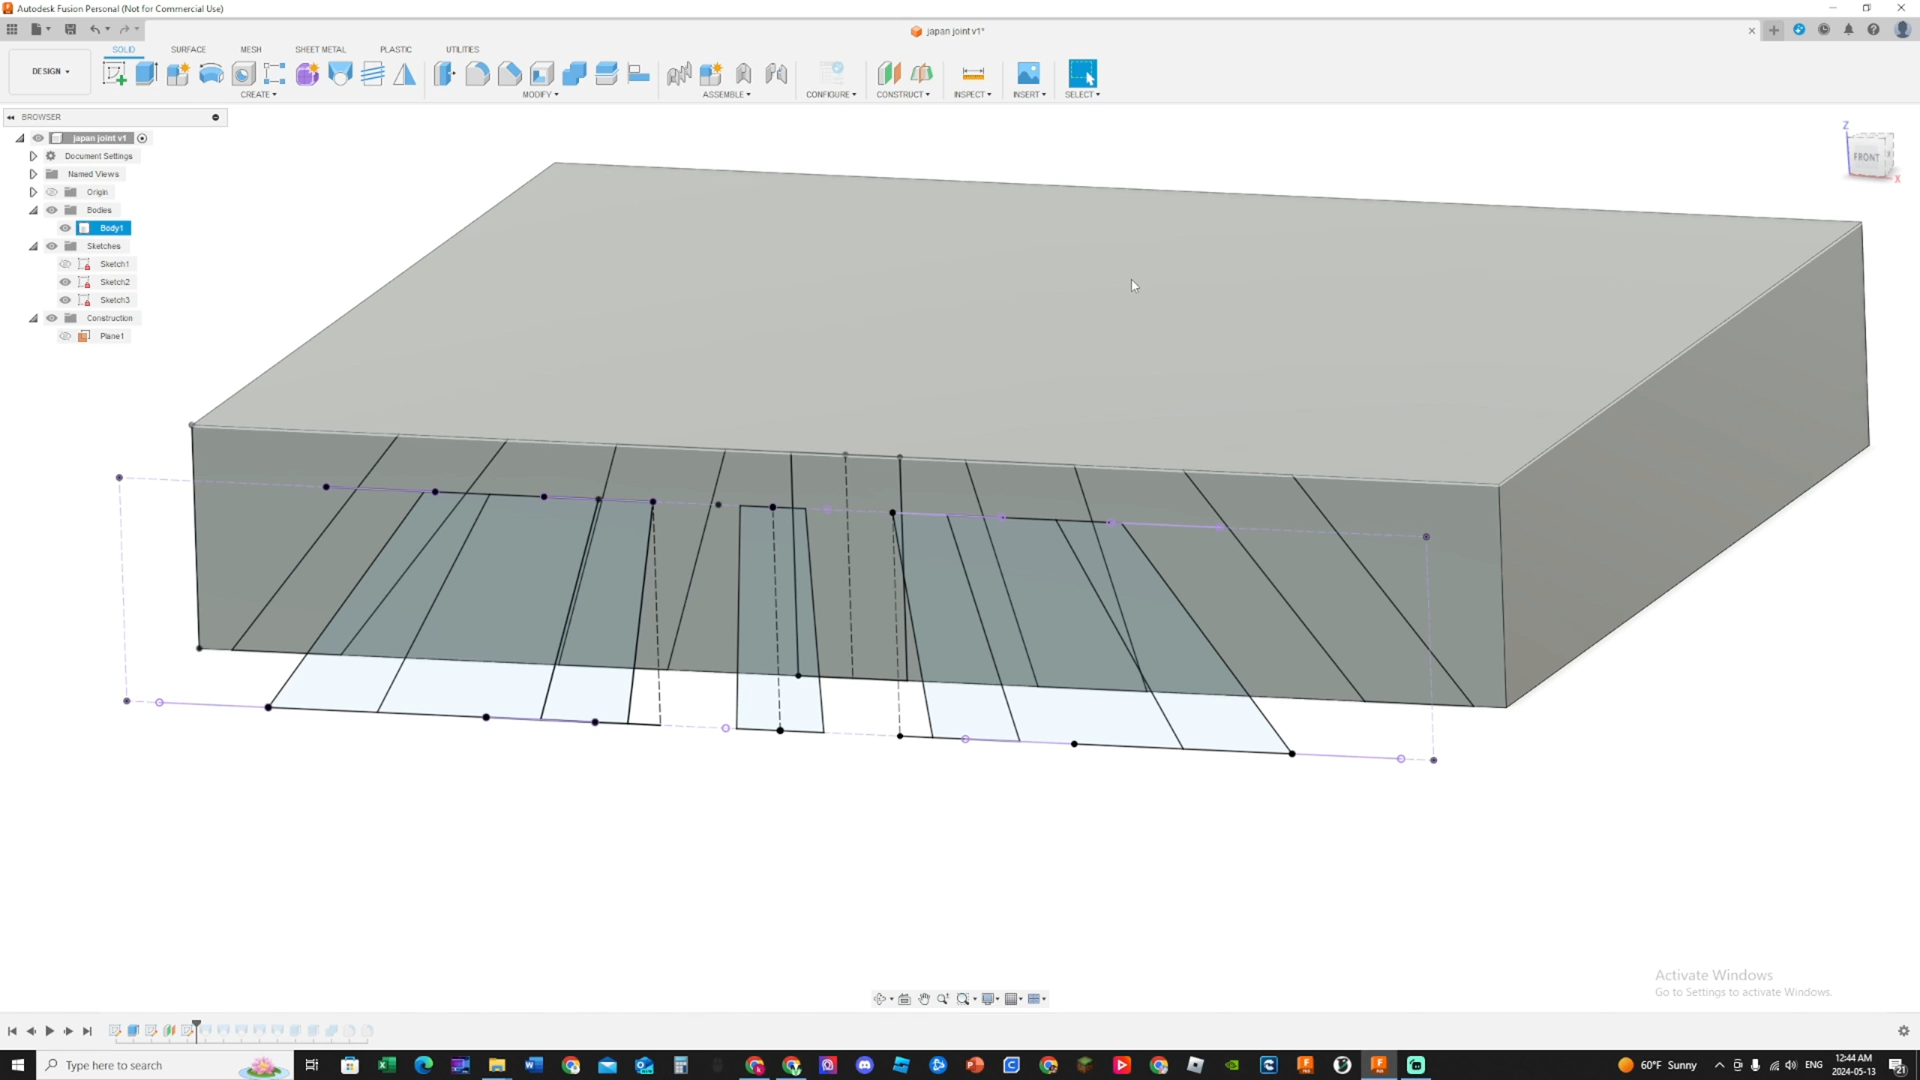 Autodesk Fusion Personal (Not for Commercial Use)
japan joint v1*
SOLID SURFACE MESH SHEET METAL PLASTIC UTILITIES
DESIGN
CREATE MODIFY ASSEMBLE CONFIGURE CONSTRUCT INSPECT INSERT SELECT
BROWSER
japan joint v1
Document Settings
Named Views
Origin
Bodies
Body1
Sketches
Sketch1
Sketch2
Sketch3
Construction
Plane1
Z
FRONT
X
Activate Windows
Go to Settings to activate Windows.
Type here to search
60°F Sunny
ENG
12:44 AM
2024-05-13
21